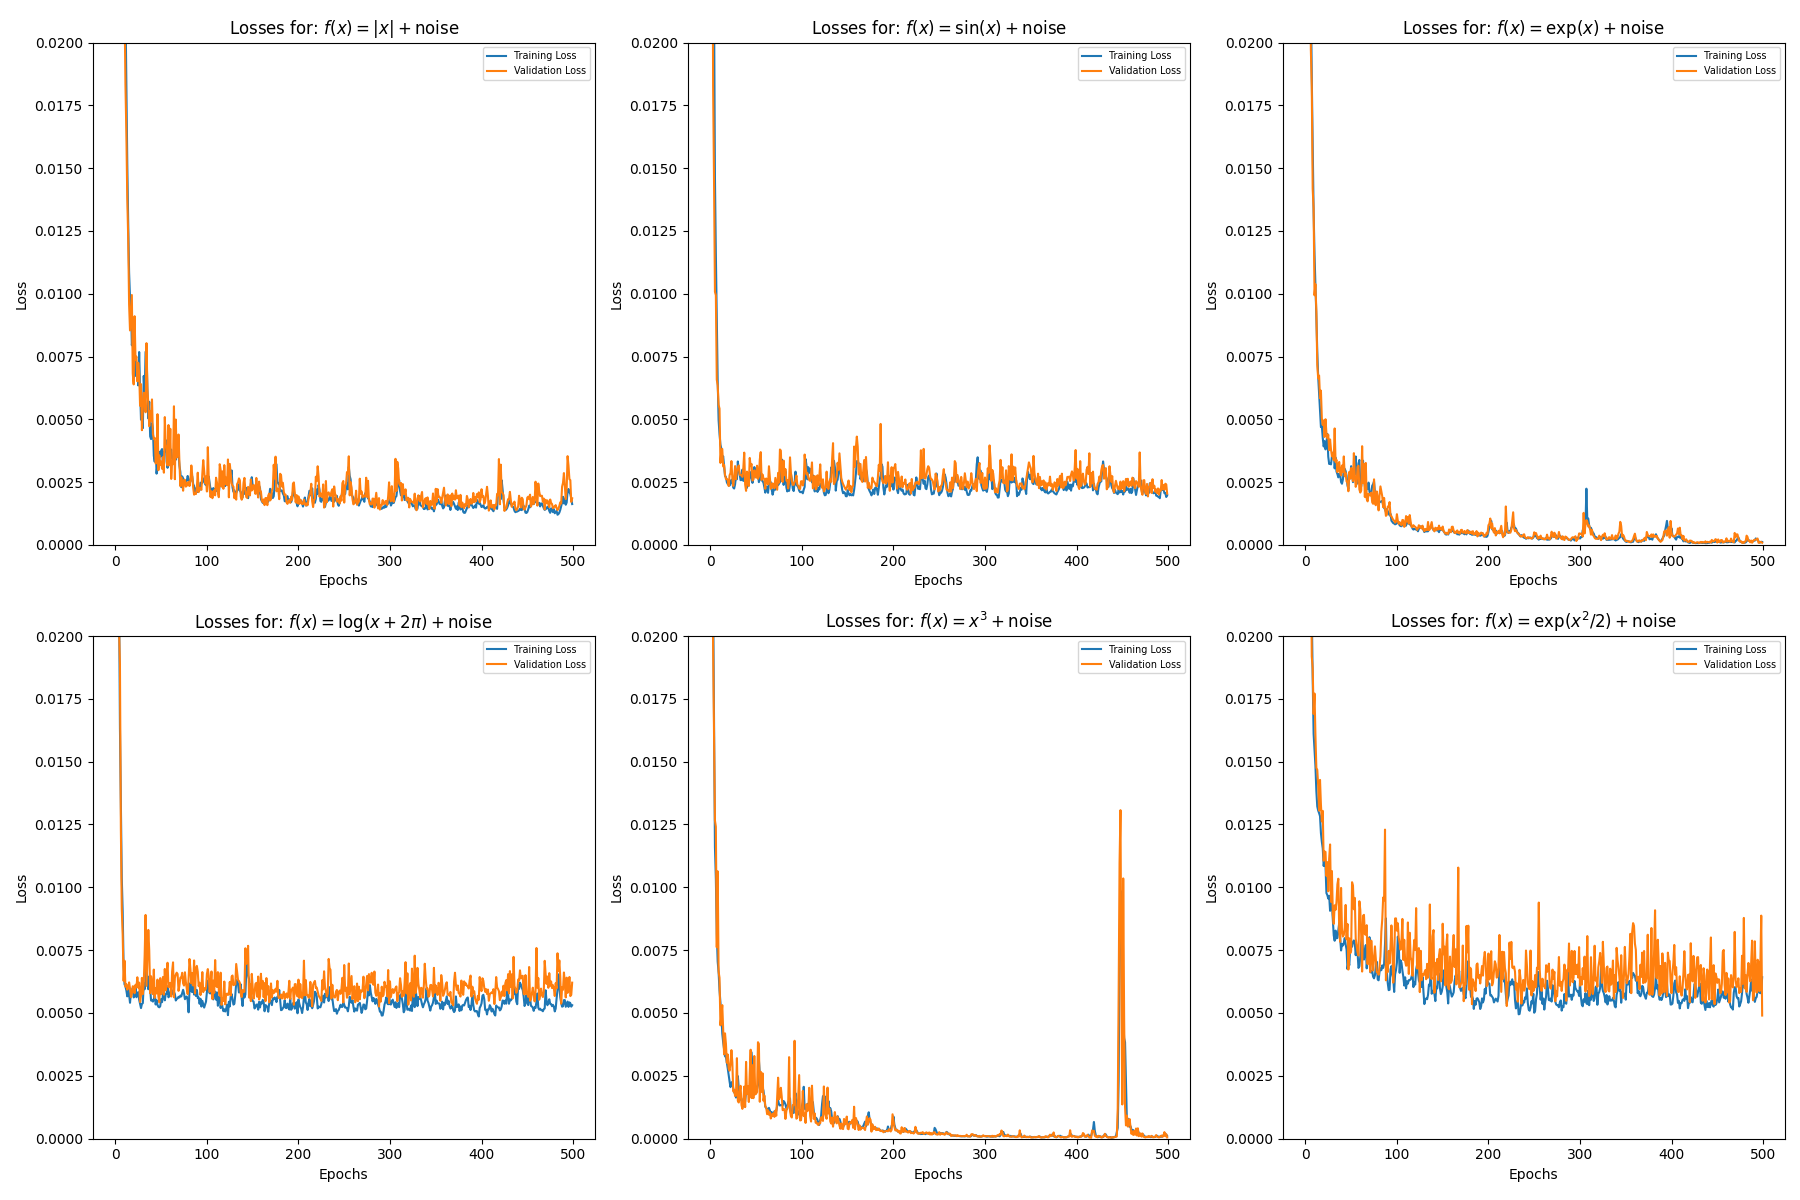 Losses for: f(x) = |x| + noise
0.0200
0.0175
0.0150
0.0125
0.0100
0.0075
0.0050
0.0025
0.0000
Loss
Training Loss
Validation Loss
0 100 200 300 400 500
Epochs
Losses for: f(x) = sin(x) + noise
0.0200
0.0175
0.0150
0.0125
0.0100
0.0075
0.0050
0.0025
0.0000
Loss
Training Loss
Validation Loss
0 100 200 300 400 500
Epochs
Losses for: f(x) = exp(x) + noise
0.0200
0.0175
0.0150
0.0125
0.0100
0.0075
0.0050
0.0025
0.0000
Loss
Training Loss
Validation Loss
0 100 200 300 400 500
Epochs
Losses for: f(x) = log(x + 2π) + noise
0.0200
0.0175
0.0150
0.0125
0.0100
0.0075
0.0050
0.0025
0.0000
Loss
Training Loss
Validation Loss
0 100 200 300 400 500
Epochs
Losses for: f(x) = x³ + noise
0.0200
0.0175
0.0150
0.0125
0.0100
0.0075
0.0050
0.0025
0.0000
Loss
Training Loss
Validation Loss
0 100 200 300 400 500
Epochs
Losses for: f(x) = exp(x²/2) + noise
0.0200
0.0175
0.0150
0.0125
0.0100
0.0075
0.0050
0.0025
0.0000
Loss
Training Loss
Validation Loss
0 100 200 300 400 500
Epochs